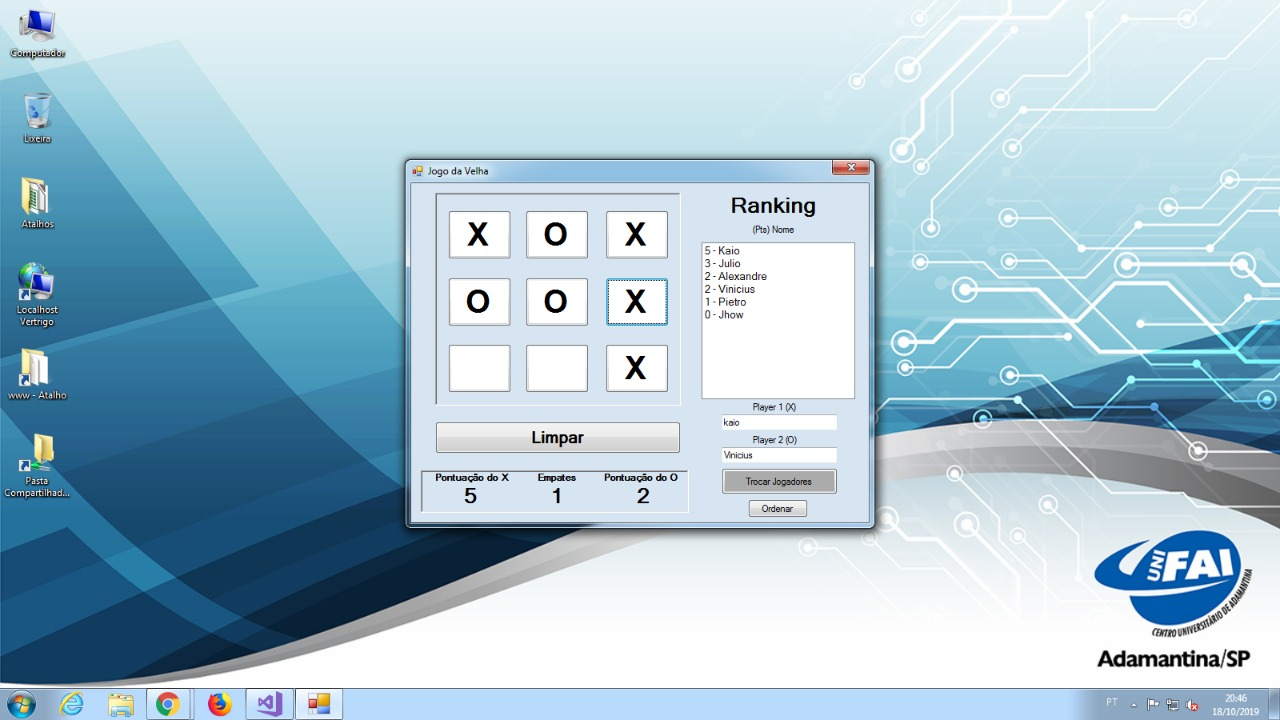 Computador
Lixeira
Atalhos
Localhost
Vertrigo
www - Atalho
Pasta
Compartilhad...
Jogo da Velha
X O X
O O X
X
Limpar
Pontuação do X Empates Pontuação do O
5 1 2
Ranking
(Pts) Nome
5 - Kaio
3 - Julio
2 - Alexandre
2 - Vinicius
1 - Pietro
0 - Jhow
Player 1 (X)
kaio
Player 2 (O)
Vinicius
Trocar Jogadores
Ordenar
UNI FAI
CENTRO UNIVERSITÁRIO DE ADAMANTINA
Adamantina/SP
PT
20:46
18/10/2019